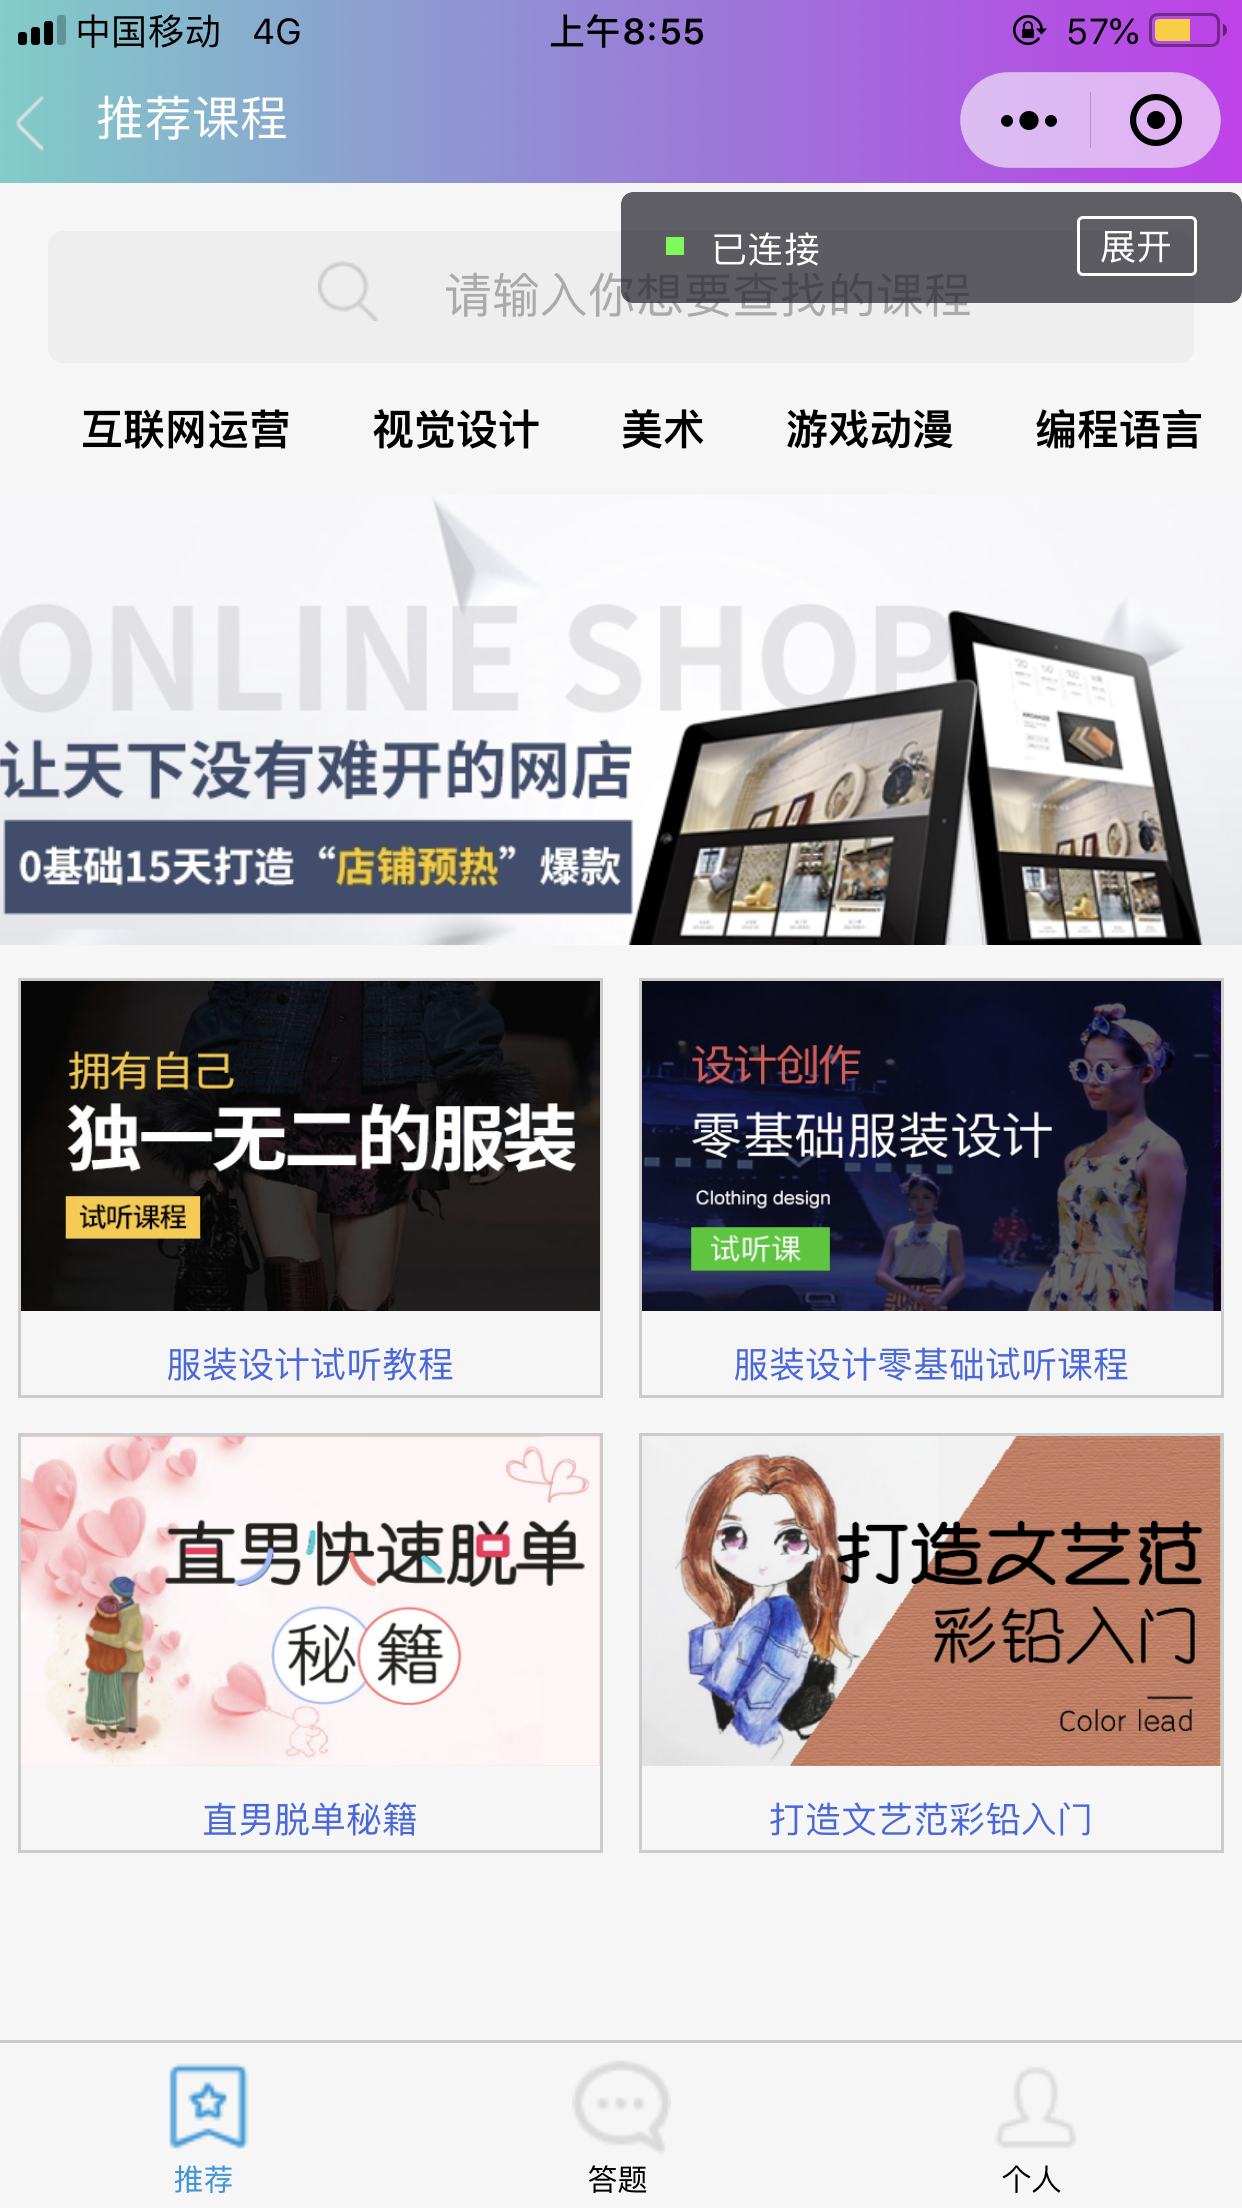 中国移动 4G 上午8:55 57%
推荐课程
已连接 展开
请输入你想要查找的课程
互联网运营 视觉设计 美术 游戏动漫 编程语言
ONLINE SHOP
让天下没有难开的网店
0基础15天打造“店铺预热”爆款
拥有自己
独一无二的服装
试听课程
服装设计试听教程
设计创作
零基础服装设计
Clothing design
试听课
服装设计零基础试听课程
直男快速脱单
秘籍
直男脱单秘籍
打造文艺范
彩铅入门
Color lead
打造文艺范彩铅入门
推荐 答题 个人